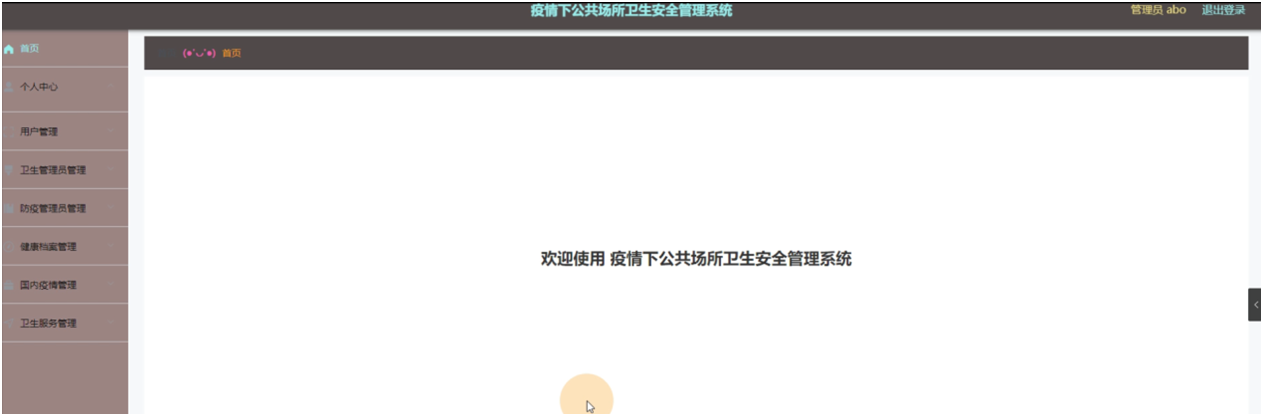 疫情下公共场所卫生安全管理系统
管理员 abo 退出登录
首页
(●'◡'●) 首页
个人中心
用户管理
卫生管理员管理
防疫管理员管理
健康档案管理
国内疫情管理
卫生服务管理
欢迎使用 疫情下公共场所卫生安全管理系统